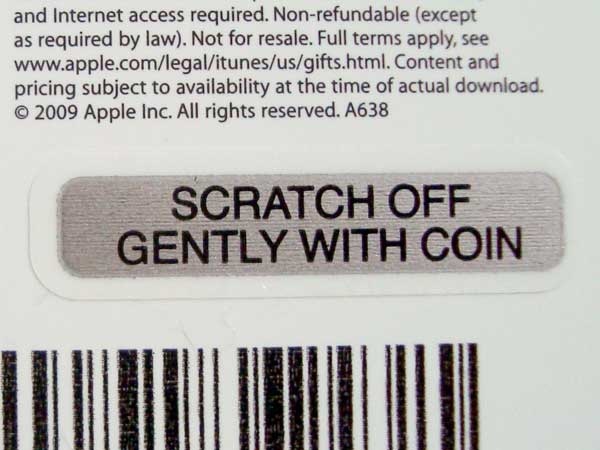 and Internet access required. Non-refundable (except
as required by law). Not for resale. Full terms apply, see
www.apple.com/legal/itunes/us/gifts.html. Content and
pricing subject to availability at the time of actual download.
© 2009 Apple Inc. All rights reserved. A638
SCRATCH OFF
GENTLY WITH COIN